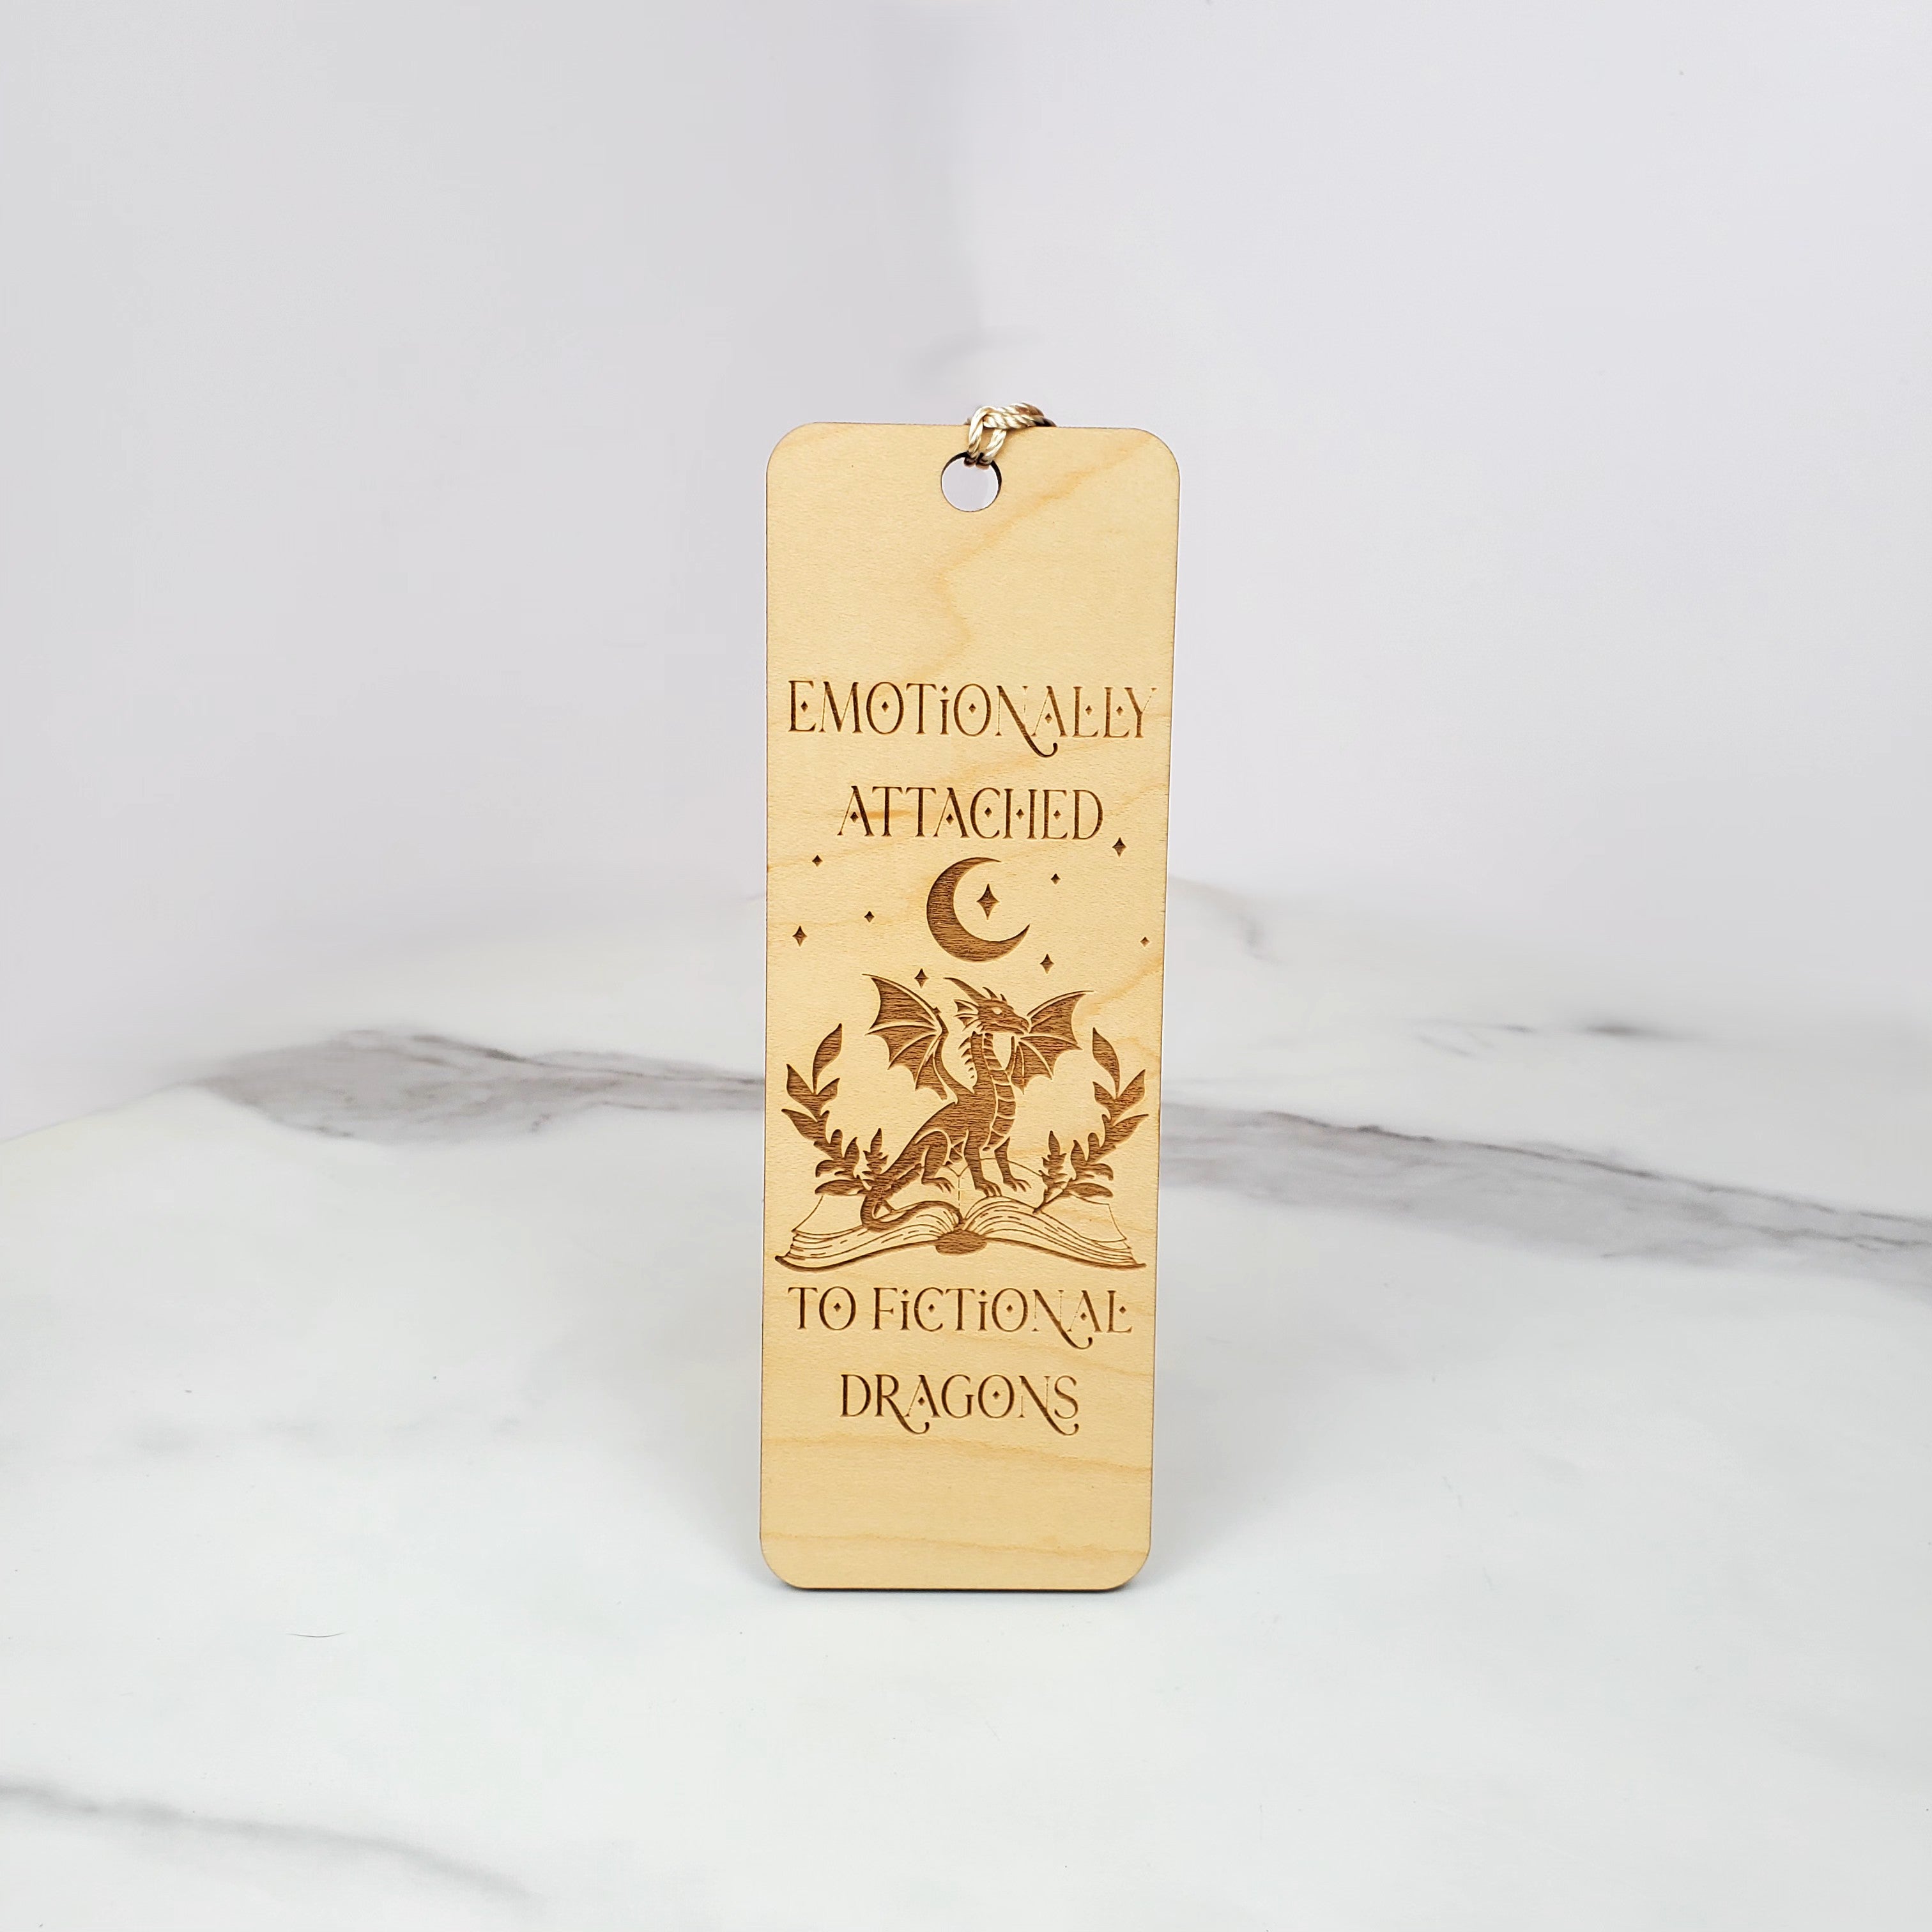 EMOTiONALLY
ATTACHED
TO FiCTiONAL
DRAGONS